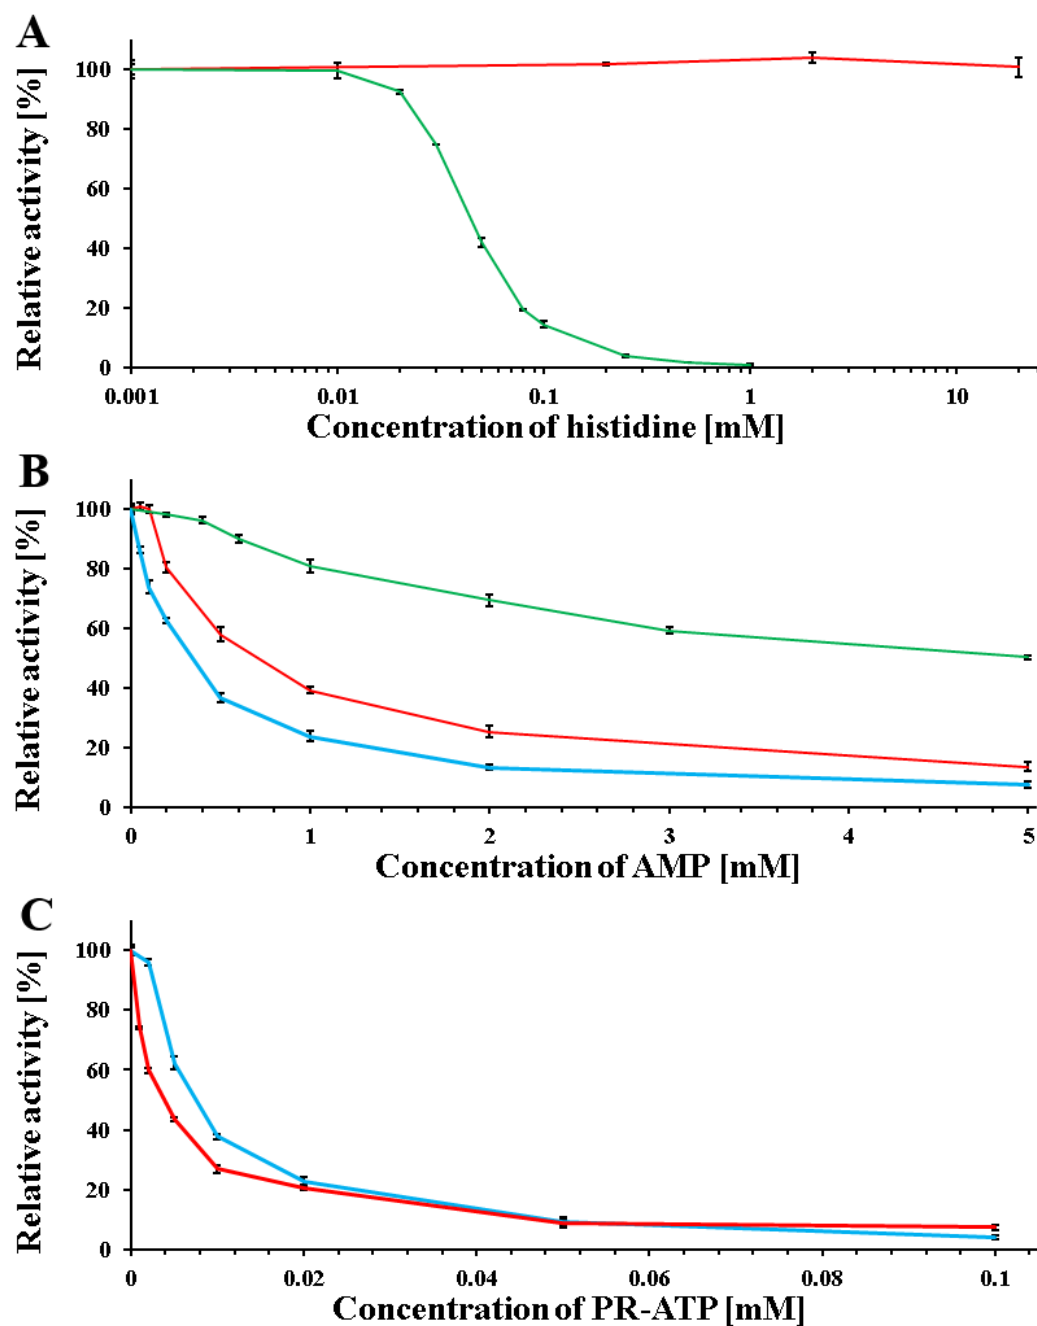 A
Relative activity [%]
100
80
60
40
20
0
0.001 0.01 0.1 1 10
Concentration of histidine [mM]
B
Relative activity [%]
100
80
60
40
20
0
0 1 2 3 4 5
Concentration of AMP [mM]
C
Relative activity [%]
100
80
60
40
20
0
0 0.02 0.04 0.06 0.08 0.1
Concentration of PR-ATP [mM]